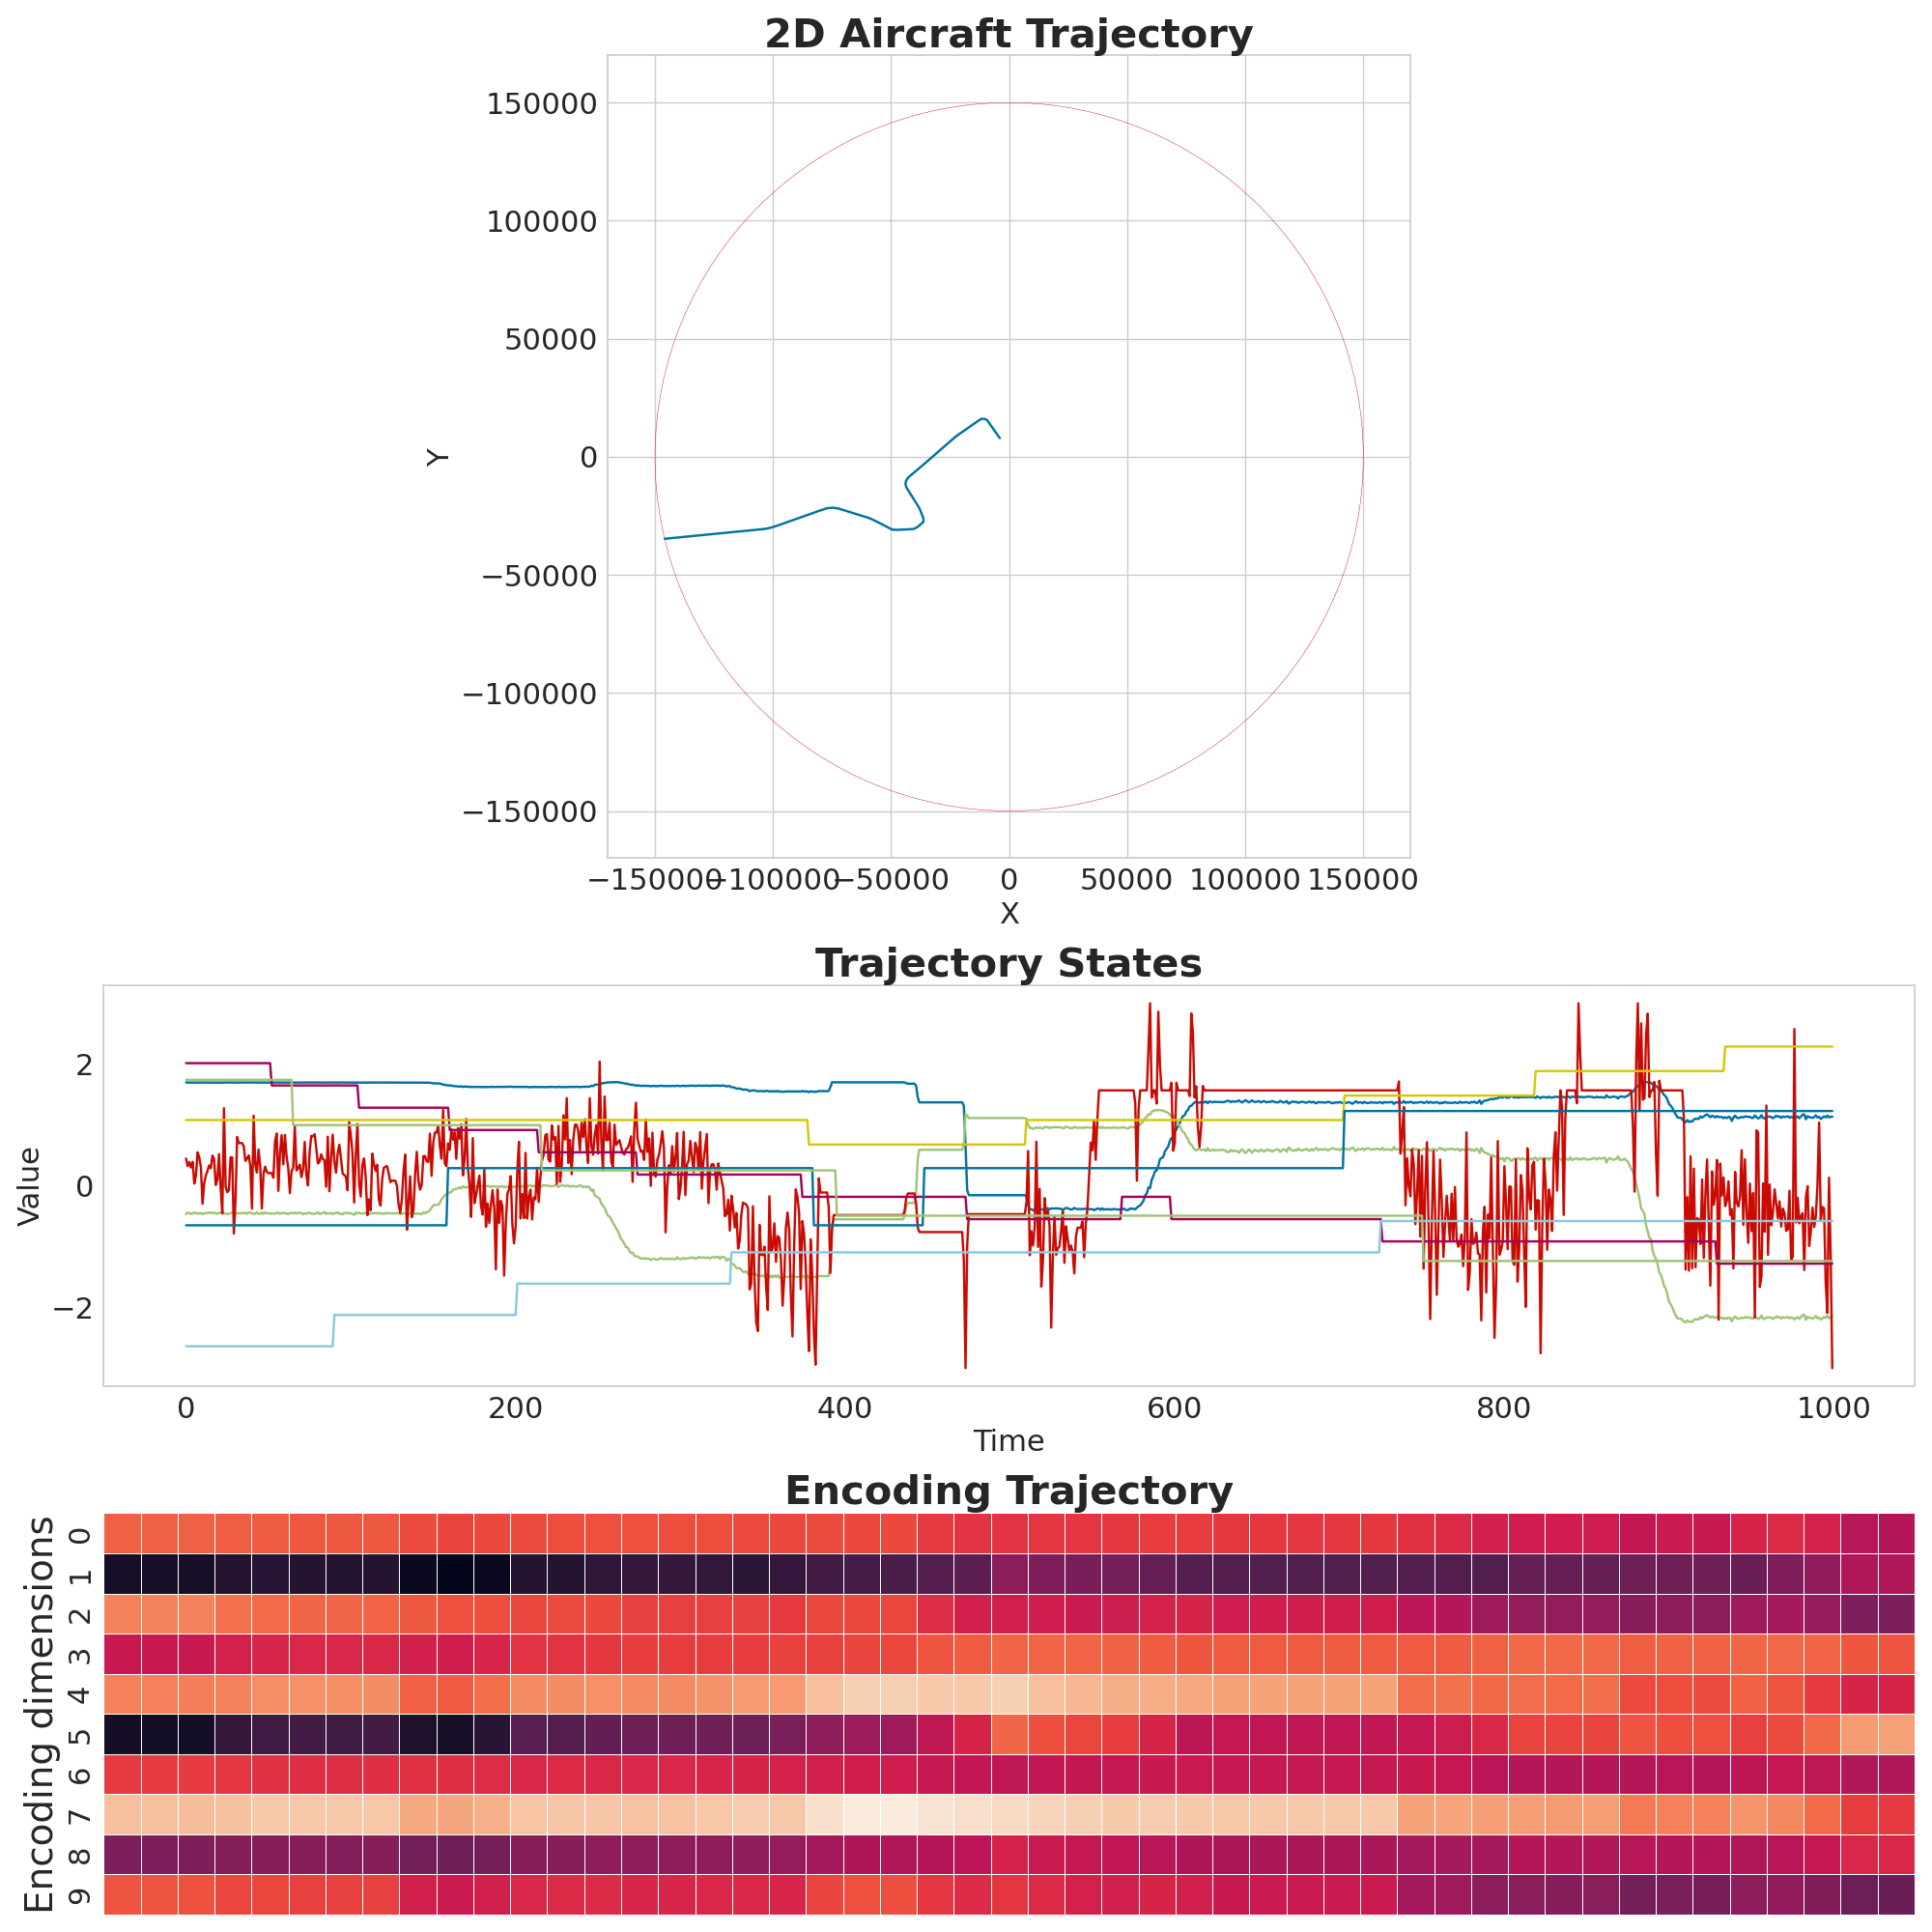 2D Aircraft Trajectory
150000
100000
50000
0
−50000
−100000
−150000
Y
−150000 −100000 −50000 0 50000 100000 150000
X
Trajectory States
2
0
−2
Value
0 200 400 600 800 1000
Time
Encoding Trajectory
Encoding dimensions
0
1
2
3
4
5
6
7
8
9